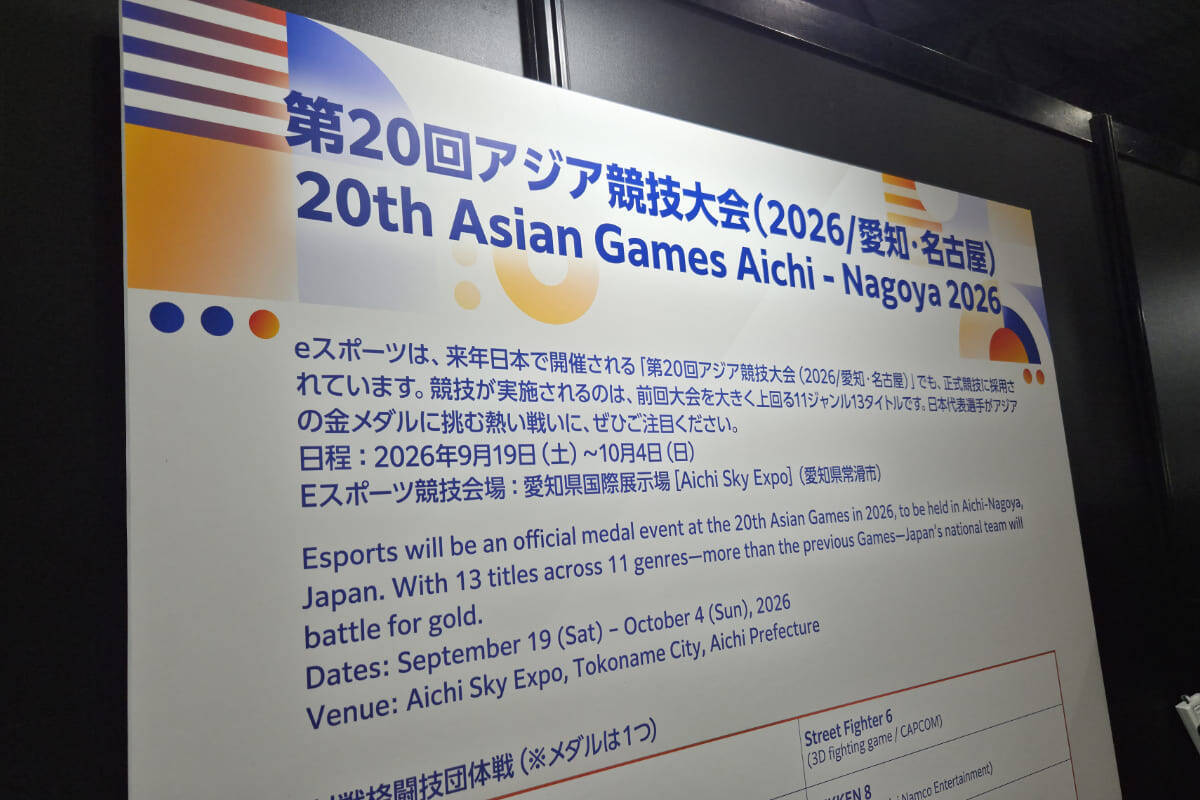 第20回アジア競技大会(2026/愛知・名古屋)
20th Asian Games Aichi - Nagoya 2026
eスポーツは、来年日本で開催される「第20回アジア競技大会(2026/愛知・名古屋)」でも、正式競技に採用さ
れています。競技が実施されるのは、前回大会を大きく上回る11ジャンル13タイトルです。日本代表選手がアジア
の金メダルに挑む熱い戦いに、ぜひご注目ください。
日程:2026年9月19日(土)~10月4日(日)
Eスポーツ競技会場:愛知県国際展示場[Aichi Sky Expo](愛知県常滑市)
Esports will be an official medal event at the 20th Asian Games in 2026, to be held in Aichi-Nagoya,
Japan. With 13 titles across 11 genres—more than the previous Games—Japan's national team will
battle for gold.
Dates: September 19 (Sat) – October 4 (Sun), 2026
Venue: Aichi Sky Expo, Tokoname City, Aichi Prefecture
戦格闘技団体戦(※メダルは1つ)
Street Fighter 6
(3D fighting game / CAPCOM)
KEN 8
Namco Entertainment)